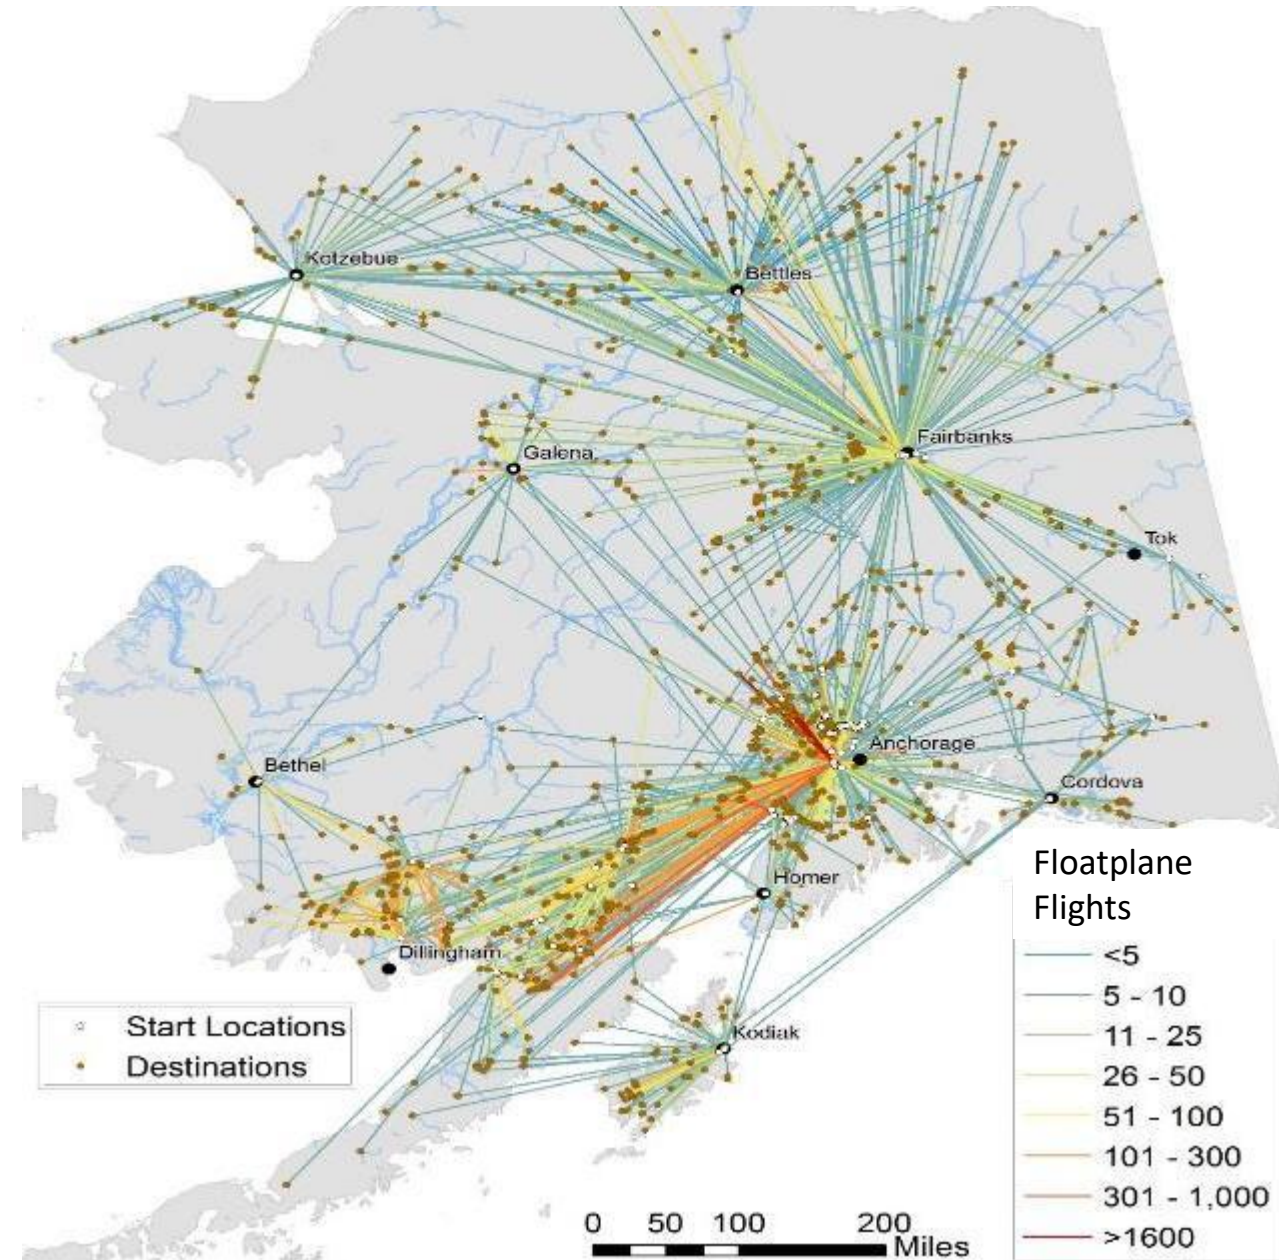 Kotzebue
Bettles
Fairbanks
Galena
Tok
Anchorage
Bethel
Cordova
Homer
Dillingham
Kodiak
Start Locations
Destinations
Floatplane
Flights
<5
5 - 10
11 - 25
26 - 50
51 - 100
101 - 300
301 - 1,000
>1600
0 50 100 200
Miles